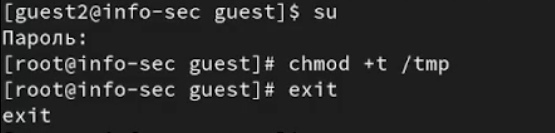 [guest2@info-sec guest]$ su
Пароль:
[root@info-sec guest]# chmod +t /tmp
[root@info-sec guest]# exit
exit